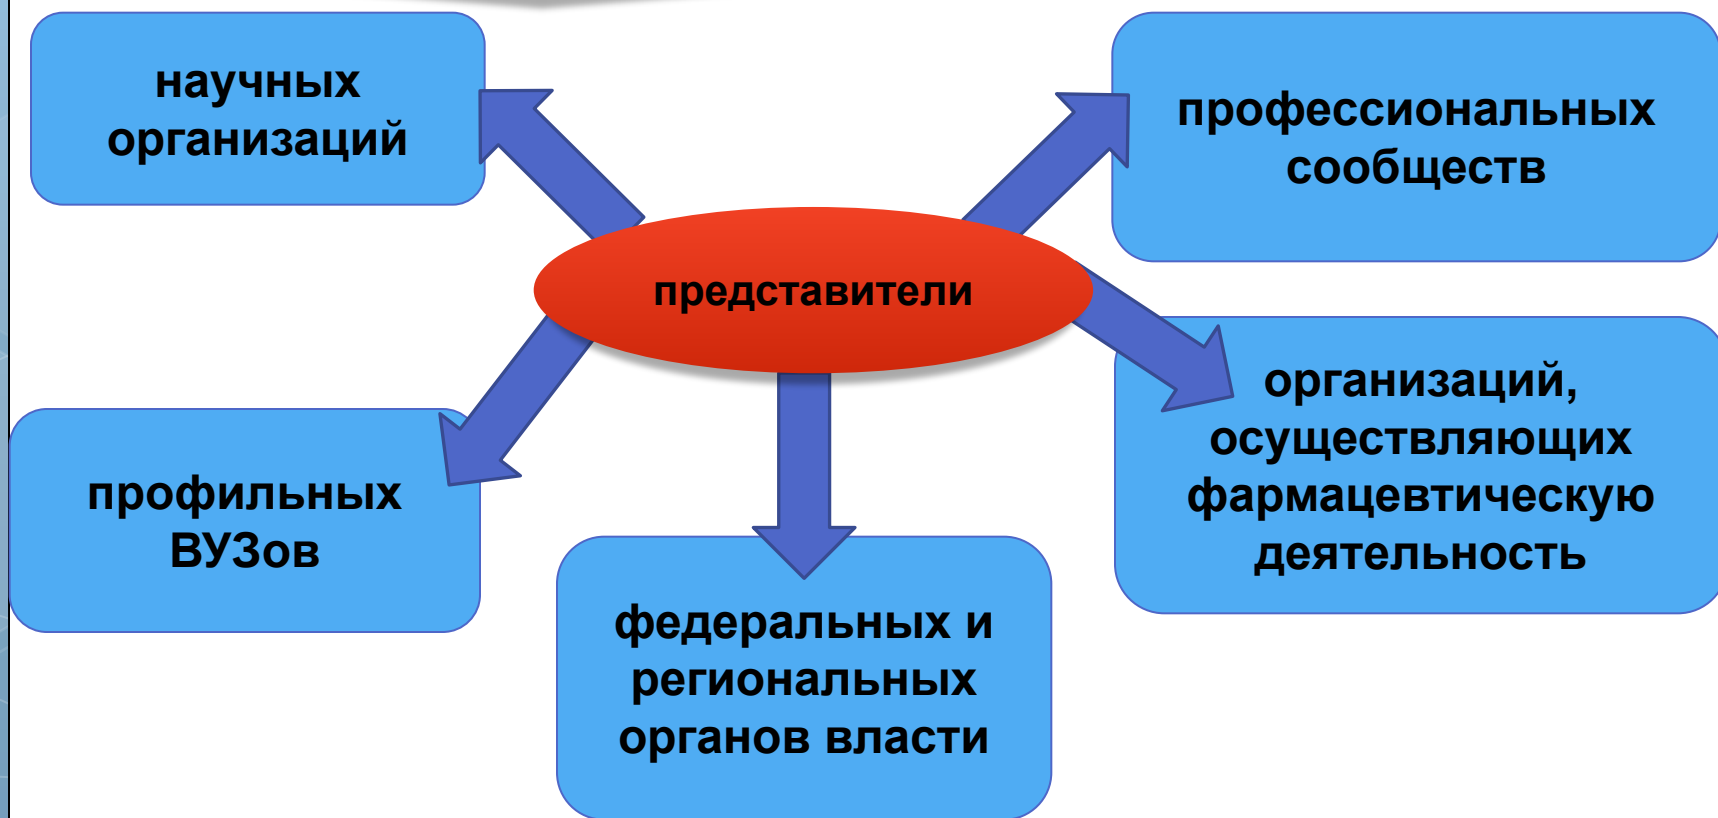 научных
организаций
профессиональных
сообществ
представители
организаций,
осуществляющих
фармацевтическую
деятельность
профильных
ВУЗов
федеральных и
региональных
органов власти